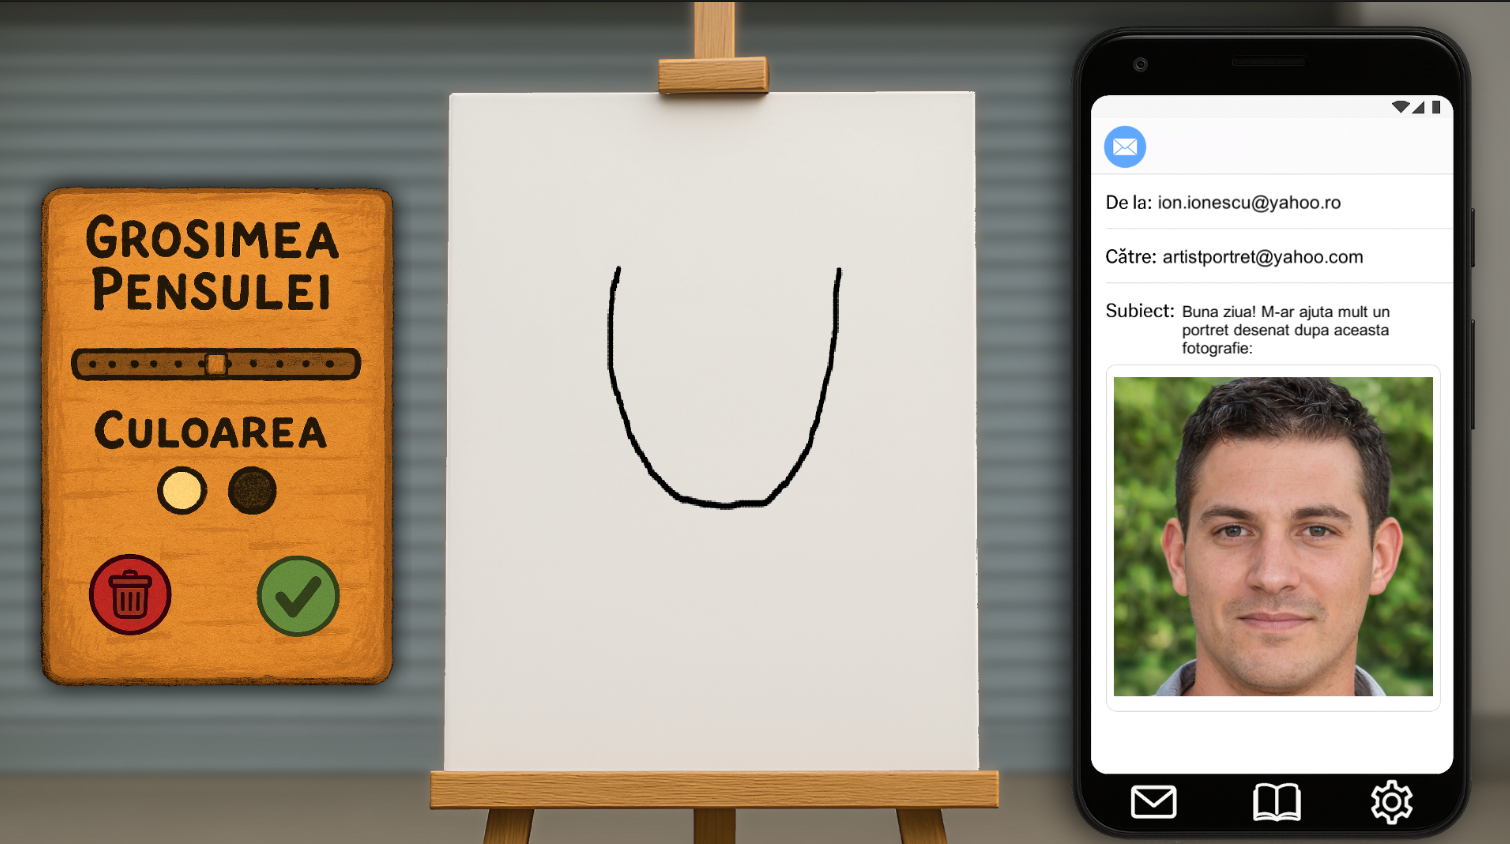 GROSIMEA
PENSULEI
CULOAREA
De la: ion.ionescu@yahoo.ro
Către: artistportret@yahoo.com
Subiect: Buna ziua! M-ar ajuta mult un
portret desenat dupa aceasta
fotografie: